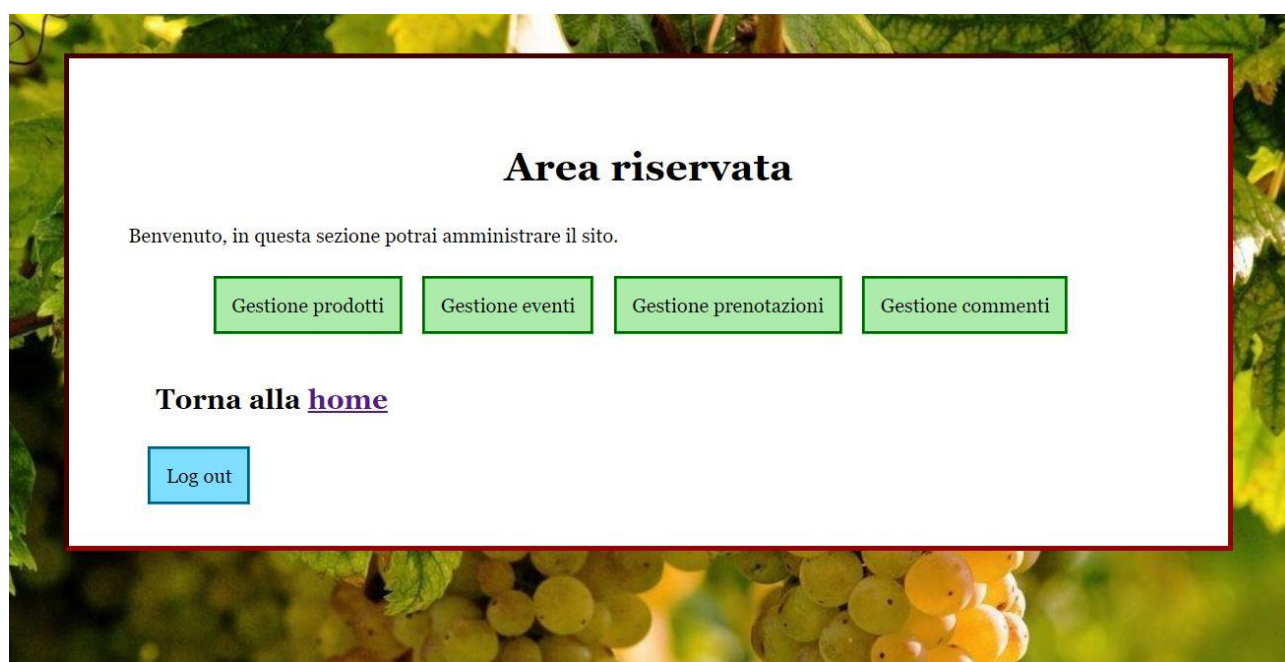 Area riservata
Benvenuto, in questa sezione potrai amministrare il sito.
Gestione prodotti Gestione eventi Gestione prenotazioni Gestione commenti
Torna alla home
Log out